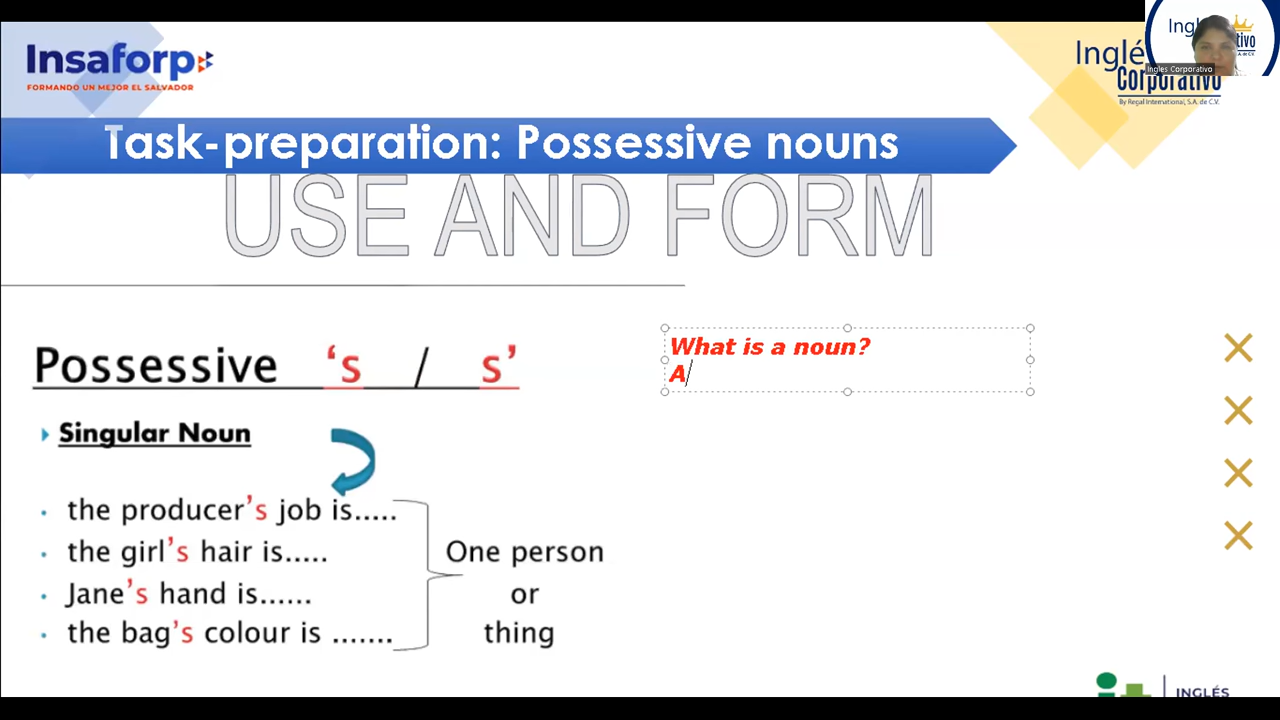 Insaforp
FORMANDO UN MEJOR EL SALVADOR
Inglé
Corporativo
By Regal International, S.A. de C.V.
Ingles Corporativo
Task-preparation: Possessive nouns
USE AND FORM
Possessive ‘s / s’
Singular Noun
the producer’s job is.....
the girl’s hair is.....
Jane’s hand is......
the bag’s colour is .......
One person
or
thing
What is a noun?
A
INGLÉS